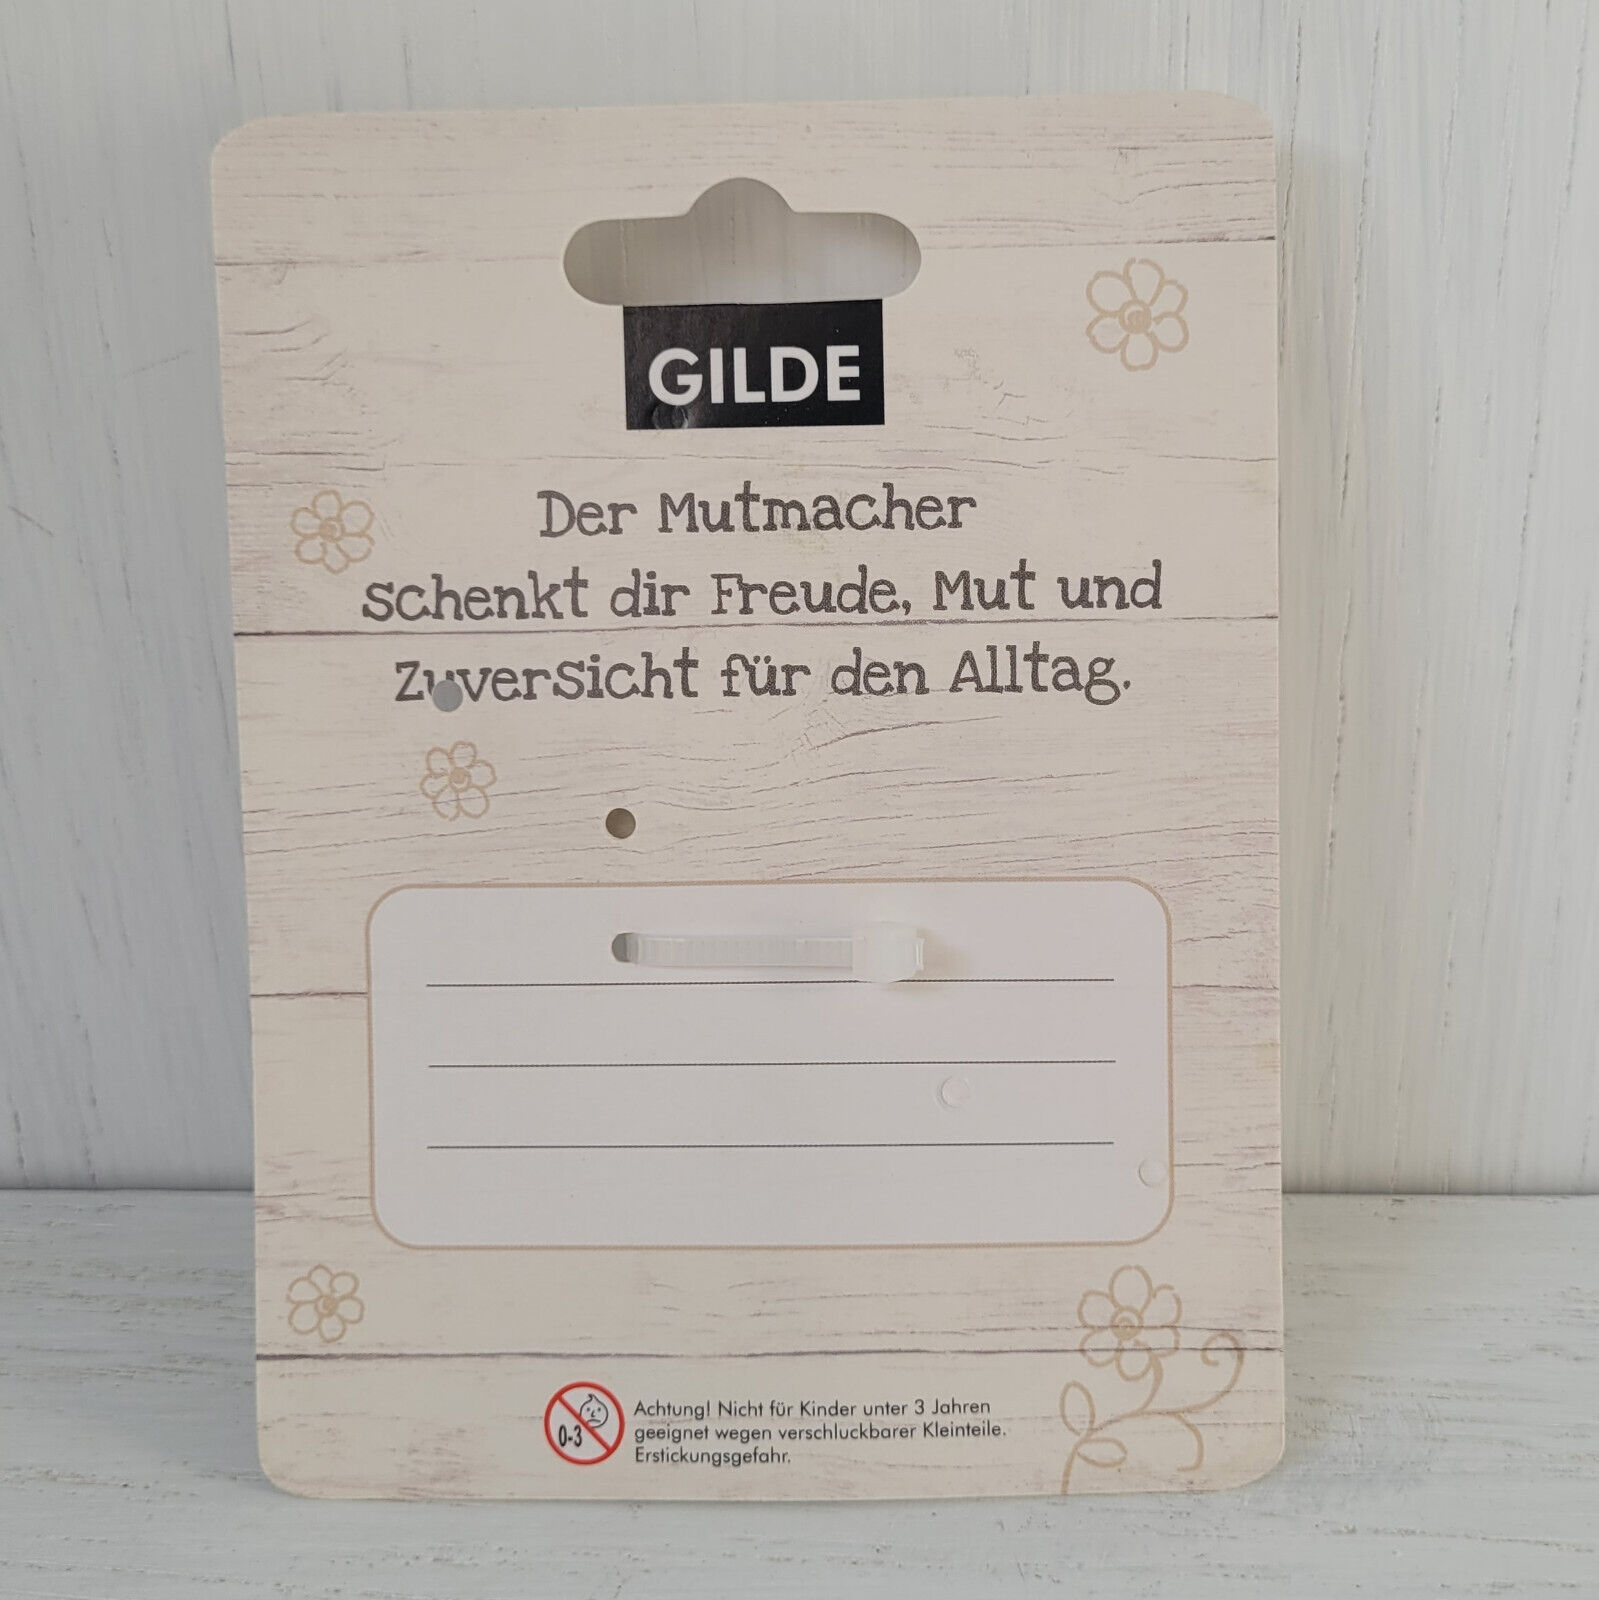 GILDE
Der Mutmacher
schenkt dir Freude, Mut und
Zuversicht für den Alltag.
0-3
Achtung! Nicht für Kinder unter 3 Jahren
geeignet wegen verschluckbarer Kleinteile.
Erstickungsgefahr.